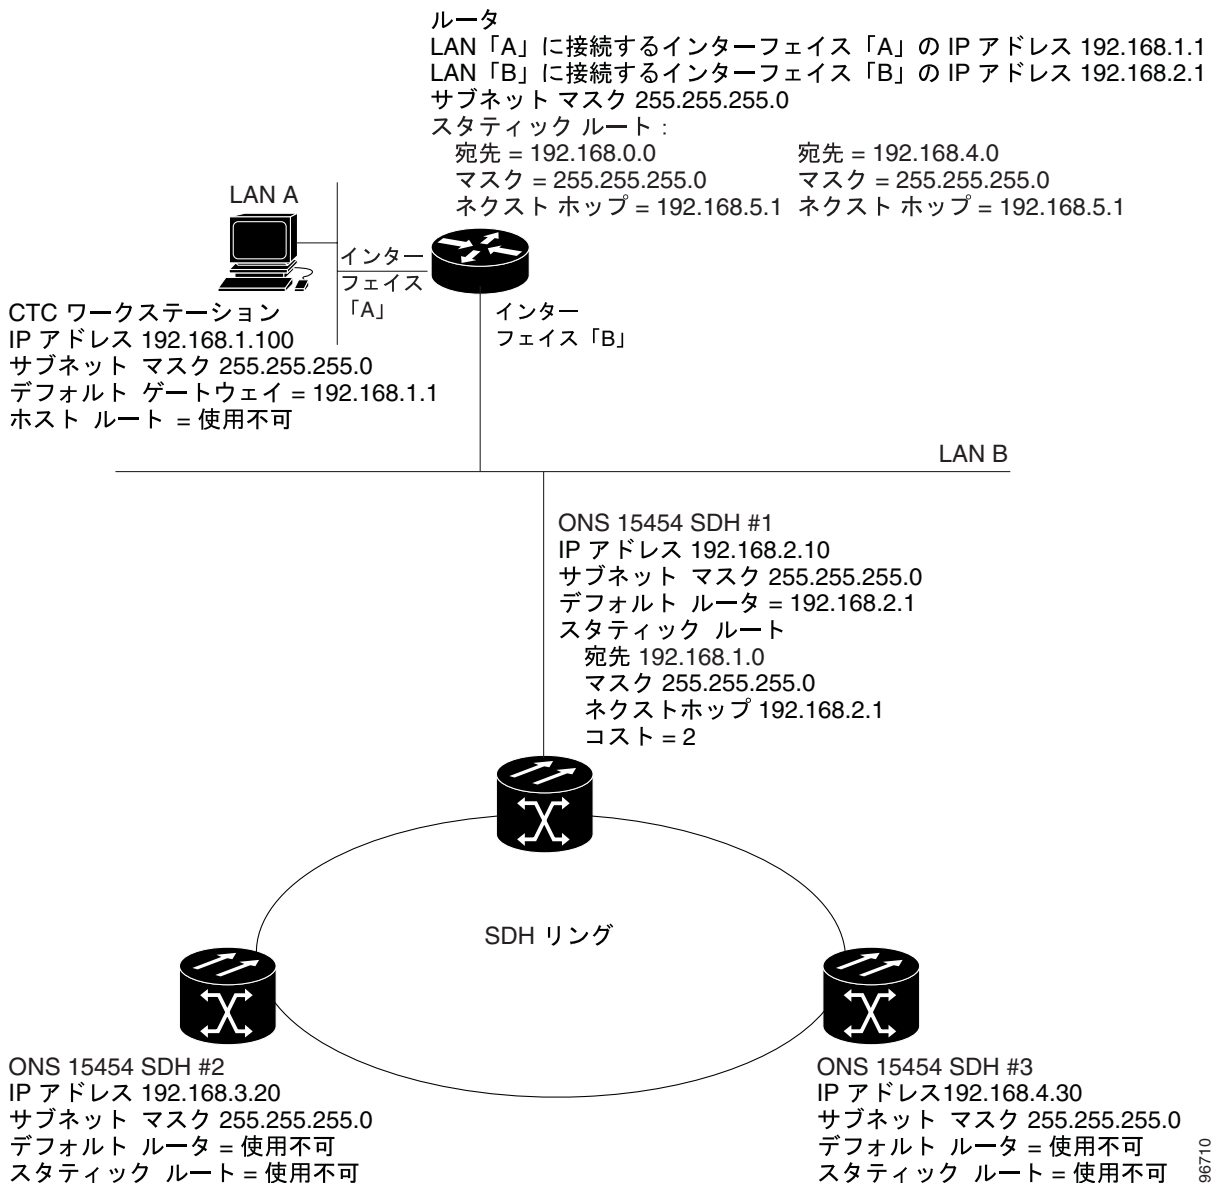 ルータ
LAN「A」に接続するインターフェイス「A」の IP アドレス 192.168.1.1
LAN「B」に接続するインターフェイス「B」の IP アドレス 192.168.2.1
サブネット マスク 255.255.255.0
スタティック ルート :
宛先 = 192.168.0.0 宛先 = 192.168.4.0
マスク = 255.255.255.0 マスク = 255.255.255.0
ネクスト ホップ = 192.168.5.1 ネクスト ホップ = 192.168.5.1
LAN A
インター
フェイス
「A」
インター
フェイス「B」
CTC ワークステーション
IP アドレス 192.168.1.100
サブネット マスク 255.255.255.0
デフォルト ゲートウェイ = 192.168.1.1
ホスト ルート = 使用不可
LAN B
ONS 15454 SDH #1
IP アドレス 192.168.2.10
サブネット マスク 255.255.255.0
デフォルト ルータ = 192.168.2.1
スタティック ルート
宛先 192.168.1.0
マスク 255.255.255.0
ネクストホップ 192.168.2.1
コスト = 2
SDH リング
ONS 15454 SDH #2
IP アドレス 192.168.3.20
サブネット マスク 255.255.255.0
デフォルト ルータ = 使用不可
スタティック ルート = 使用不可
ONS 15454 SDH #3
IP アドレス192.168.4.30
サブネット マスク 255.255.255.0
デフォルト ルータ = 使用不可
スタティック ルート = 使用不可
96710